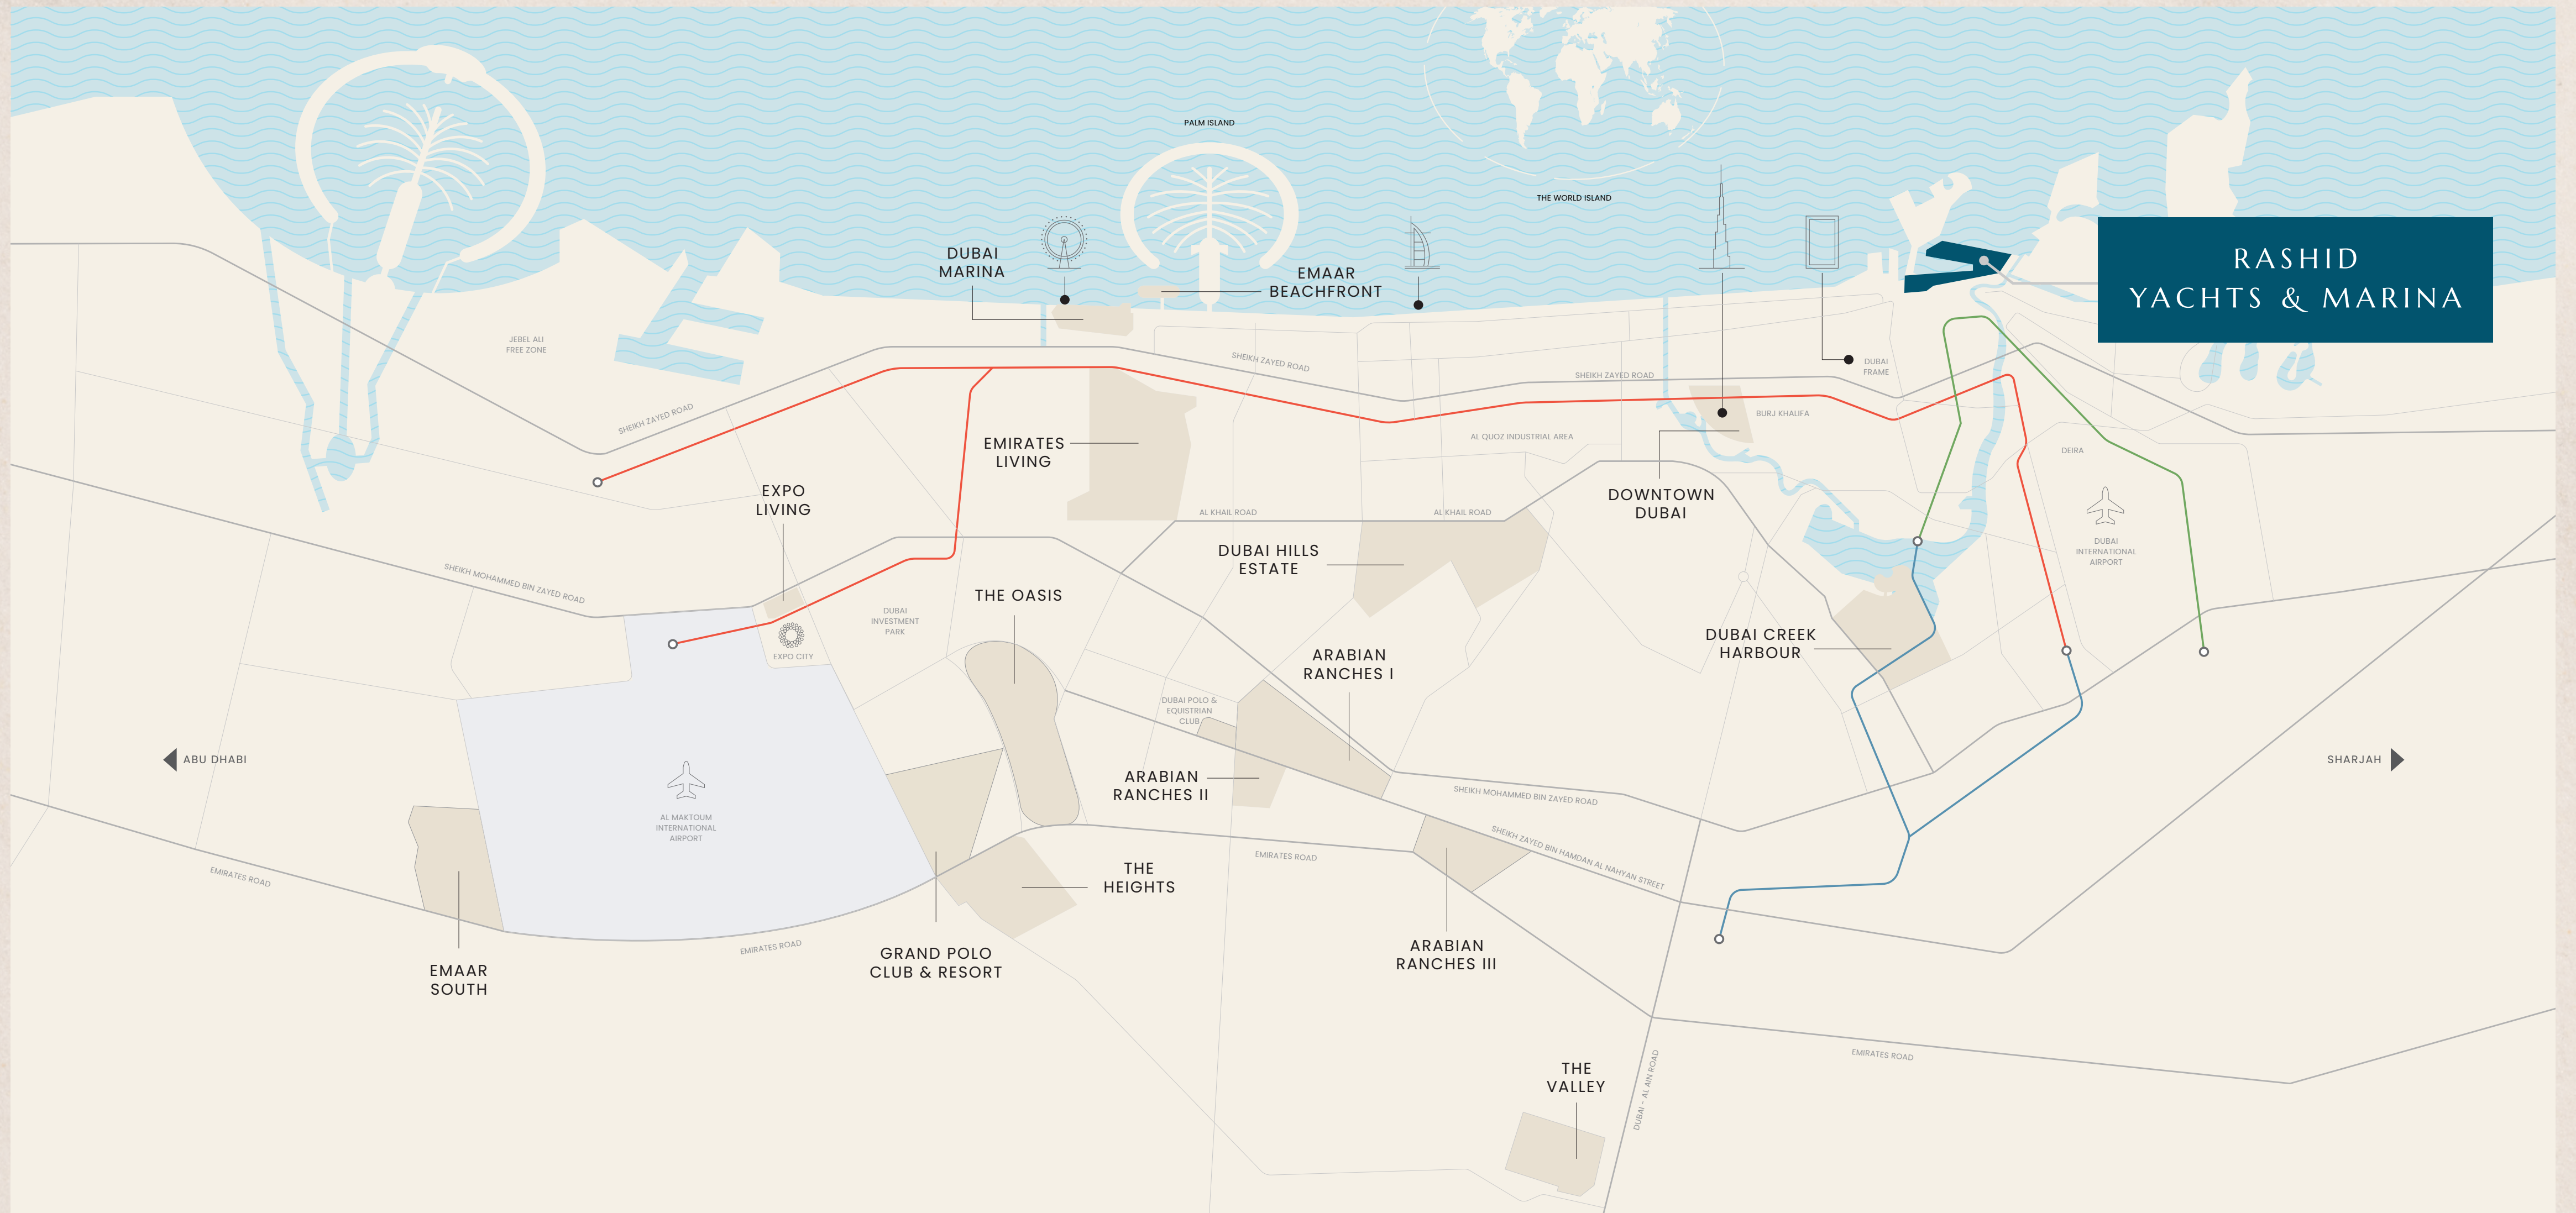 PALM ISLAND
THE WORLD ISLAND
DUBAI
MARINA
EMAAR
BEACHFRONT
RASHID
YACHTS & MARINA
JEBEL ALI
FREE ZONE
SHEIKH ZAYED ROAD
SHEIKH ZAYED ROAD
SHEIKH ZAYED ROAD
DUBAI
FRAME
BURJ KHALIFA
EMIRATES
LIVING
AL QUOZ INDUSTRIAL AREA
DEIRA
EXPO
LIVING
AL KHAIL ROAD
AL KHAIL ROAD
DOWNTOWN
DUBAI
DUBAI
INTERNATIONAL
AIRPORT
DUBAI HILLS
ESTATE
SHEIKH MOHAMMED BIN ZAYED ROAD
THE OASIS
DUBAI
INVESTMENT
PARK
EXPO CITY
DUBAI CREEK
HARBOUR
ARABIAN
RANCHES I
DUBAI POLO &
EQUISTRIAN
CLUB
ABU DHABI
SHARJAH
ARABIAN
RANCHES II
SHEIKH MOHAMMED BIN ZAYED ROAD
AL MAKTOUM
INTERNATIONAL
AIRPORT
SHEIKH ZAYED BIN HAMDAN AL NAHYAN STREET
EMIRATES ROAD
EMIRATES ROAD
THE
HEIGHTS
EMIRATES ROAD
GRAND POLO
CLUB & RESORT
ARABIAN
RANCHES III
EMAAR
SOUTH
EMIRATES ROAD
THE
VALLEY
DUBAI - AL AIN ROAD